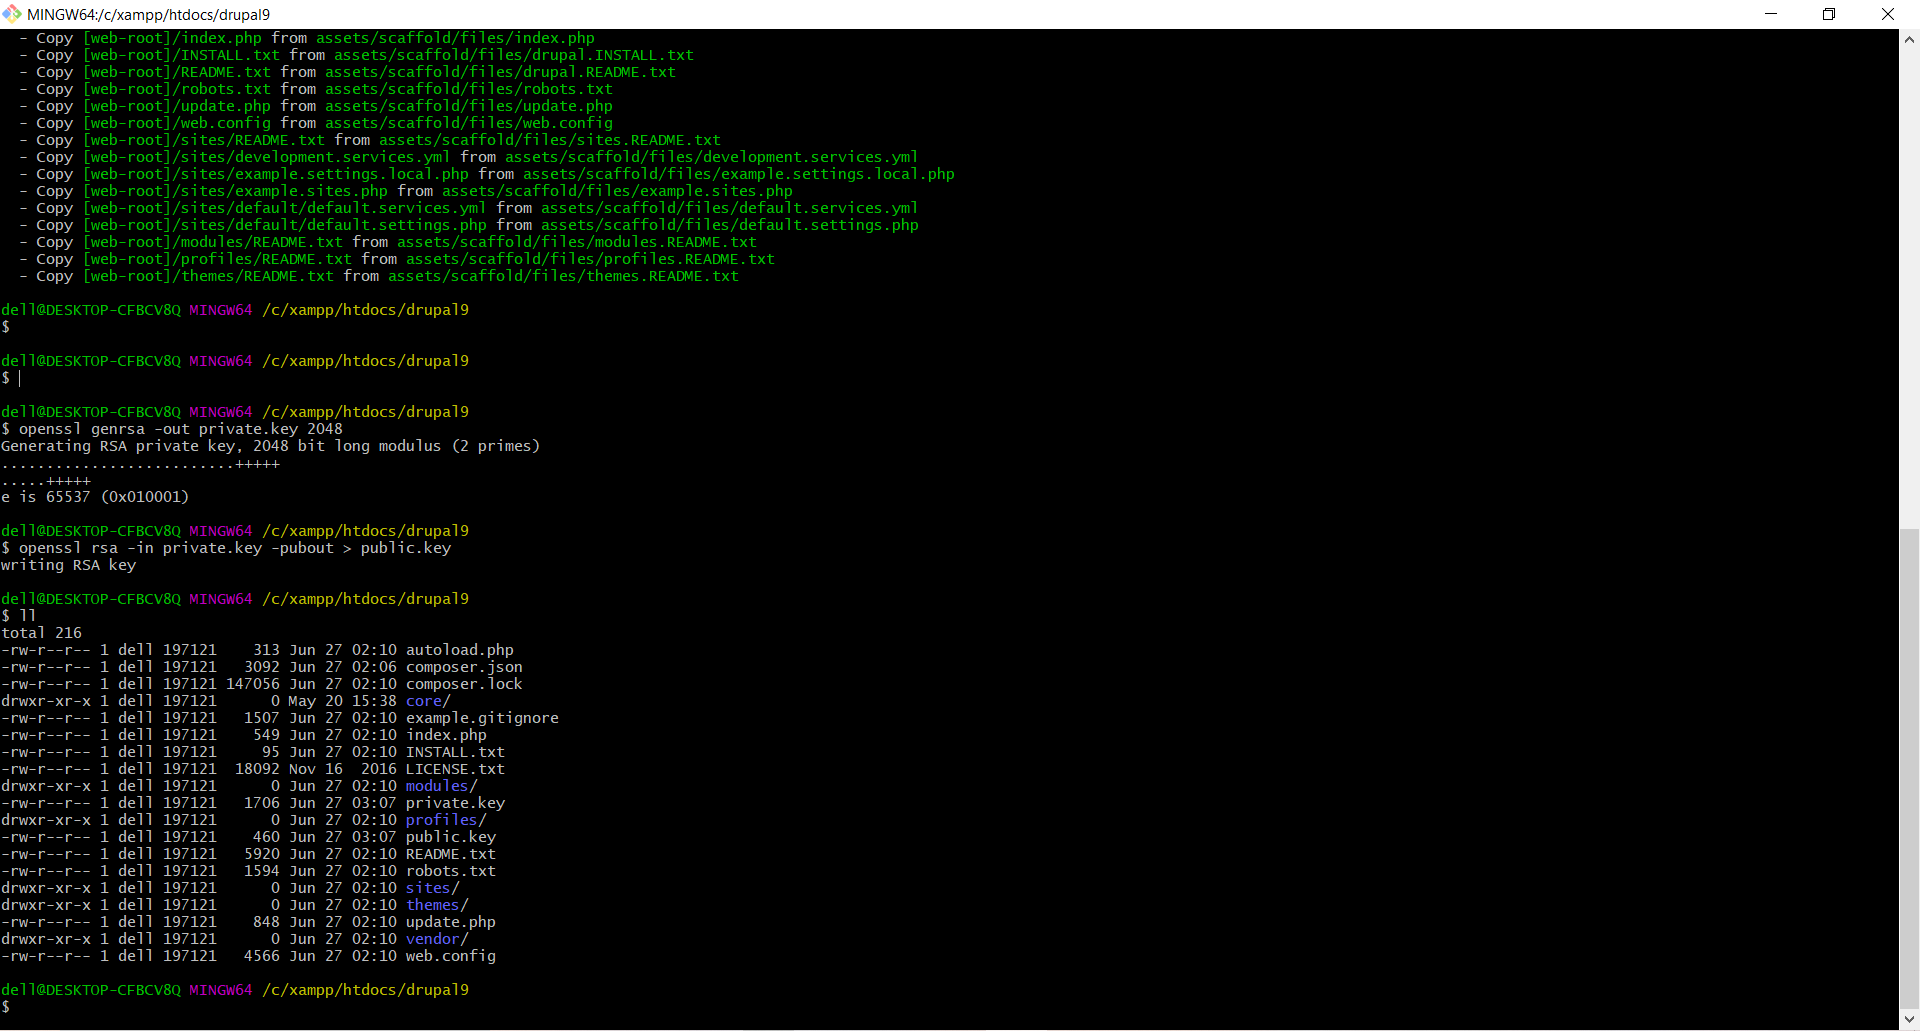 MINGW64:/c/xampp/htdocs/drupal9
- Copy [web-root]/index.php from assets/scaffold/files/index.php
- Copy [web-root]/INSTALL.txt from assets/scaffold/files/drupal.INSTALL.txt
- Copy [web-root]/README.txt from assets/scaffold/files/drupal.README.txt
- Copy [web-root]/robots.txt from assets/scaffold/files/robots.txt
- Copy [web-root]/update.php from assets/scaffold/files/update.php
- Copy [web-root]/web.config from assets/scaffold/files/web.config
- Copy [web-root]/sites/README.txt from assets/scaffold/files/sites.README.txt
- Copy [web-root]/sites/development.services.yml from assets/scaffold/files/development.services.yml
- Copy [web-root]/sites/example.settings.local.php from assets/scaffold/files/example.settings.local.php
- Copy [web-root]/sites/example.sites.php from assets/scaffold/files/example.sites.php
- Copy [web-root]/sites/default/default.services.yml from assets/scaffold/files/default.services.yml
- Copy [web-root]/sites/default/default.settings.php from assets/scaffold/files/default.settings.php
- Copy [web-root]/modules/README.txt from assets/scaffold/files/modules.README.txt
- Copy [web-root]/profiles/README.txt from assets/scaffold/files/profiles.README.txt
- Copy [web-root]/themes/README.txt from assets/scaffold/files/themes.README.txt
dell@DESKTOP-CFBCV8Q MINGW64 /c/xampp/htdocs/drupal9
$
dell@DESKTOP-CFBCV8Q MINGW64 /c/xampp/htdocs/drupal9
$
dell@DESKTOP-CFBCV8Q MINGW64 /c/xampp/htdocs/drupal9
$ openssl genrsa -out private.key 2048
Generating RSA private key, 2048 bit long modulus (2 primes)
..........................+++++
.....+++++
e is 65537 (0x010001)
dell@DESKTOP-CFBCV8Q MINGW64 /c/xampp/htdocs/drupal9
$ openssl rsa -in private.key -pubout > public.key
writing RSA key
dell@DESKTOP-CFBCV8Q MINGW64 /c/xampp/htdocs/drupal9
$ ll
total 216
-rw-r--r-- 1 dell 197121    313 Jun 27 02:10 autoload.php
-rw-r--r-- 1 dell 197121   3092 Jun 27 02:06 composer.json
-rw-r--r-- 1 dell 197121 147056 Jun 27 02:10 composer.lock
drwxr-xr-x 1 dell 197121      0 May 20 15:38 core/
-rw-r--r-- 1 dell 197121   1507 Jun 27 02:10 example.gitignore
-rw-r--r-- 1 dell 197121    549 Jun 27 02:10 index.php
-rw-r--r-- 1 dell 197121     95 Jun 27 02:10 INSTALL.txt
-rw-r--r-- 1 dell 197121  18092 Nov 16  2016 LICENSE.txt
drwxr-xr-x 1 dell 197121      0 Jun 27 02:10 modules/
-rw-r--r-- 1 dell 197121   1706 Jun 27 03:07 private.key
drwxr-xr-x 1 dell 197121      0 Jun 27 02:10 profiles/
-rw-r--r-- 1 dell 197121    460 Jun 27 03:07 public.key
-rw-r--r-- 1 dell 197121   5920 Jun 27 02:10 README.txt
-rw-r--r-- 1 dell 197121   1594 Jun 27 02:10 robots.txt
drwxr-xr-x 1 dell 197121      0 Jun 27 02:10 sites/
drwxr-xr-x 1 dell 197121      0 Jun 27 02:10 themes/
-rw-r--r-- 1 dell 197121    848 Jun 27 02:10 update.php
drwxr-xr-x 1 dell 197121      0 Jun 27 02:10 vendor/
-rw-r--r-- 1 dell 197121   4566 Jun 27 02:10 web.config
dell@DESKTOP-CFBCV8Q MINGW64 /c/xampp/htdocs/drupal9
$